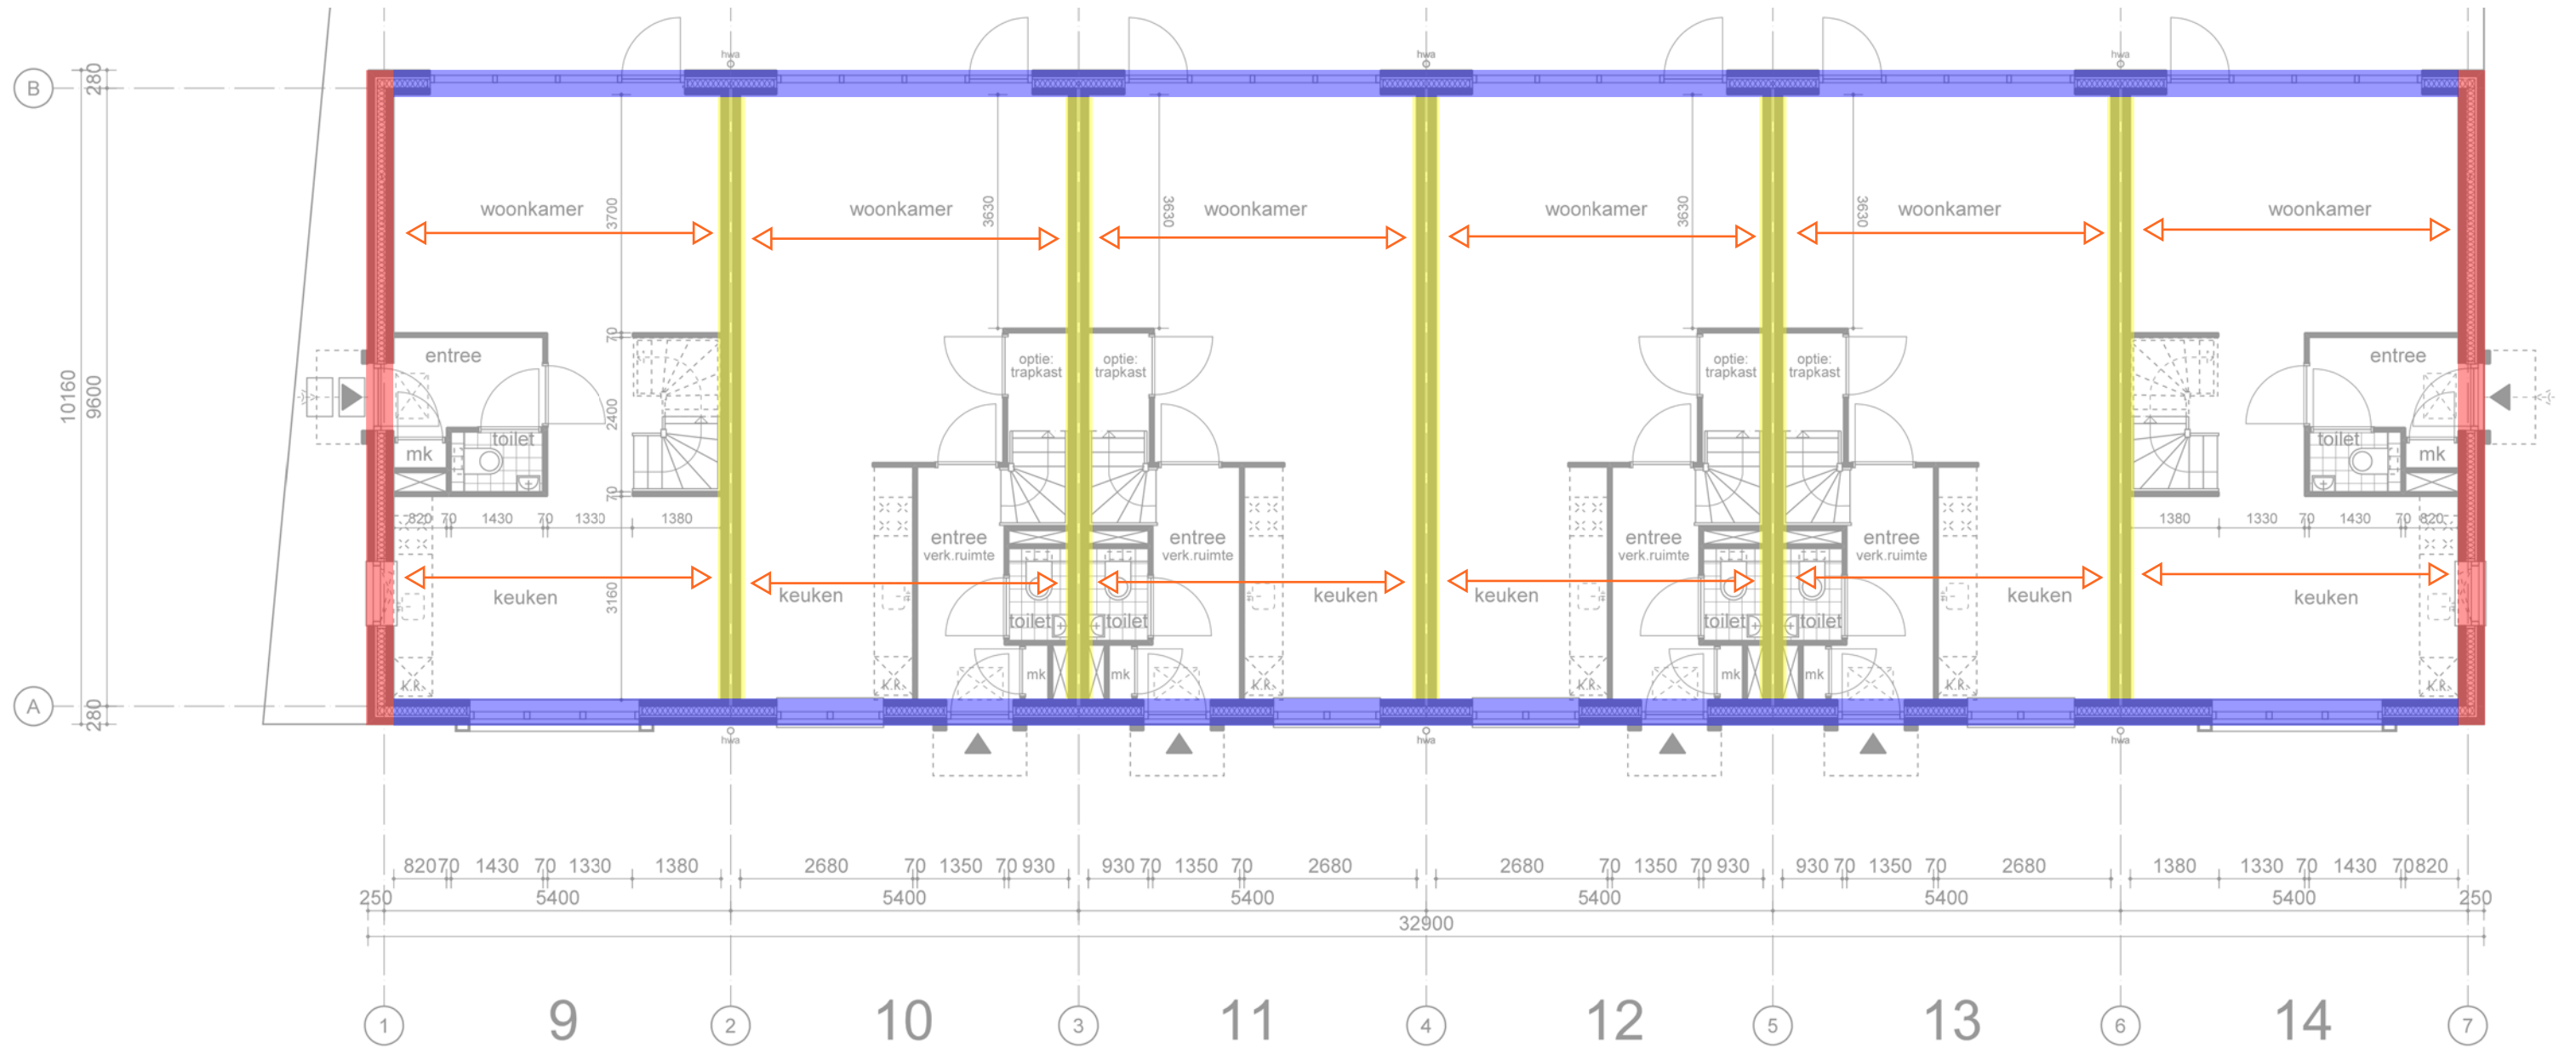 hwa hwa hwa
B
280
woonkamer 3700
woonkamer 3630
3630 woonkamer
woonkamer 3630
woonkamer 3630
woonkamer
10160
9600
entree
70
optie:
trapkast
optie:
trapkast
optie:
trapkast
optie:
trapkast
entree
2400
toilet
mk
toilet
mk
70
820 70 1430 70 1330 1380
1380 1330 70 1430 70 820
entree
verk.ruimte
entree
verk.ruimte
entree
verk.ruimte
entree
verk.ruimte
keuken
3160
keuken
keuken
keuken
keuken
keuken
toilet
toilet
toilet
toilet
mk
mk
mk
mk
K.k.
K.k.
K.k.
K.k.
K.k.
K.k.
A
280
hwa hwa hwa
820 70 1430 70 1330 1380 2680 70 1350 70 930 930 70 1350 70 2680 2680 70 1350 70 930 930 70 1350 70 2680 1380 1330 70 1430 70 820
250 5400 5400 5400 5400 5400 5400 250
32900
1 9 2 10 3 11 4 12 5 13 6 14 7